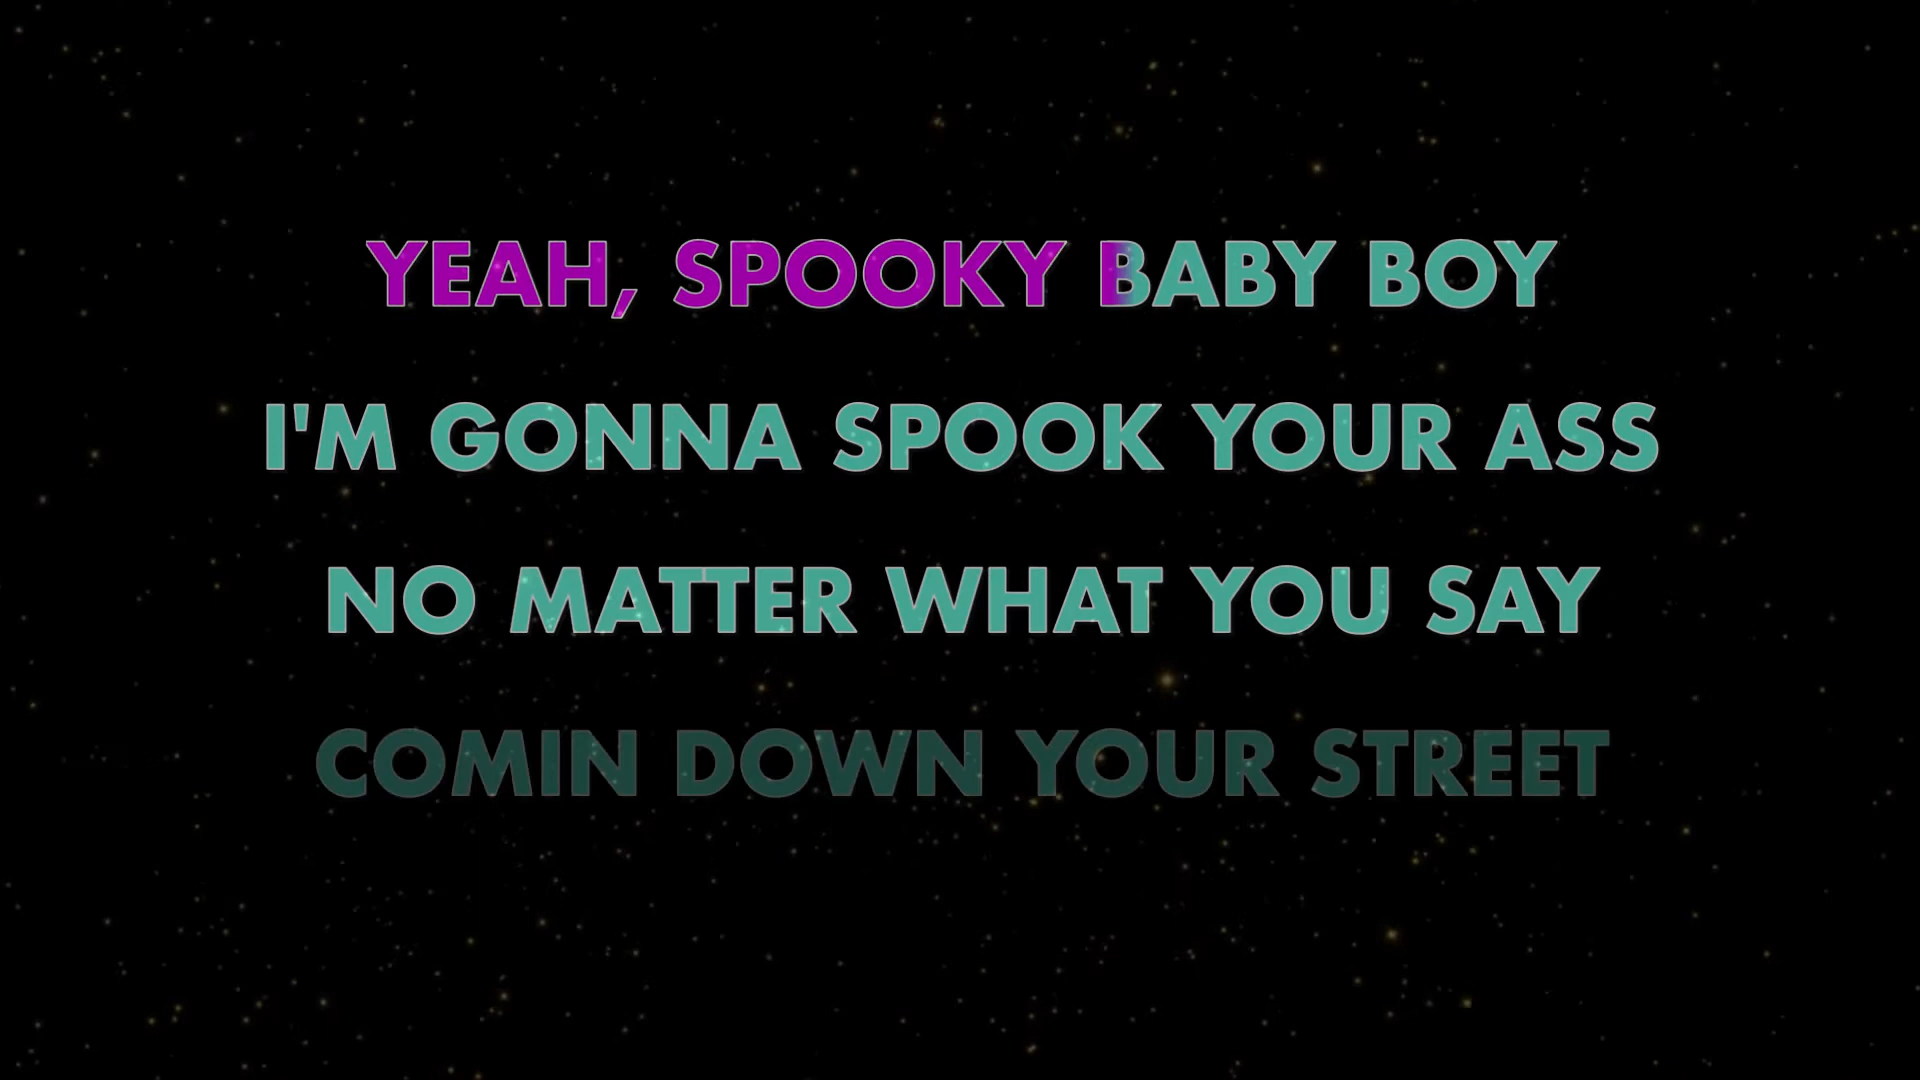 YEAH, SPOOKY BABY BOY
I'M GONNA SPOOK YOUR ASS
NO MATTER WHAT YOU SAY
COMIN DOWN YOUR STREET